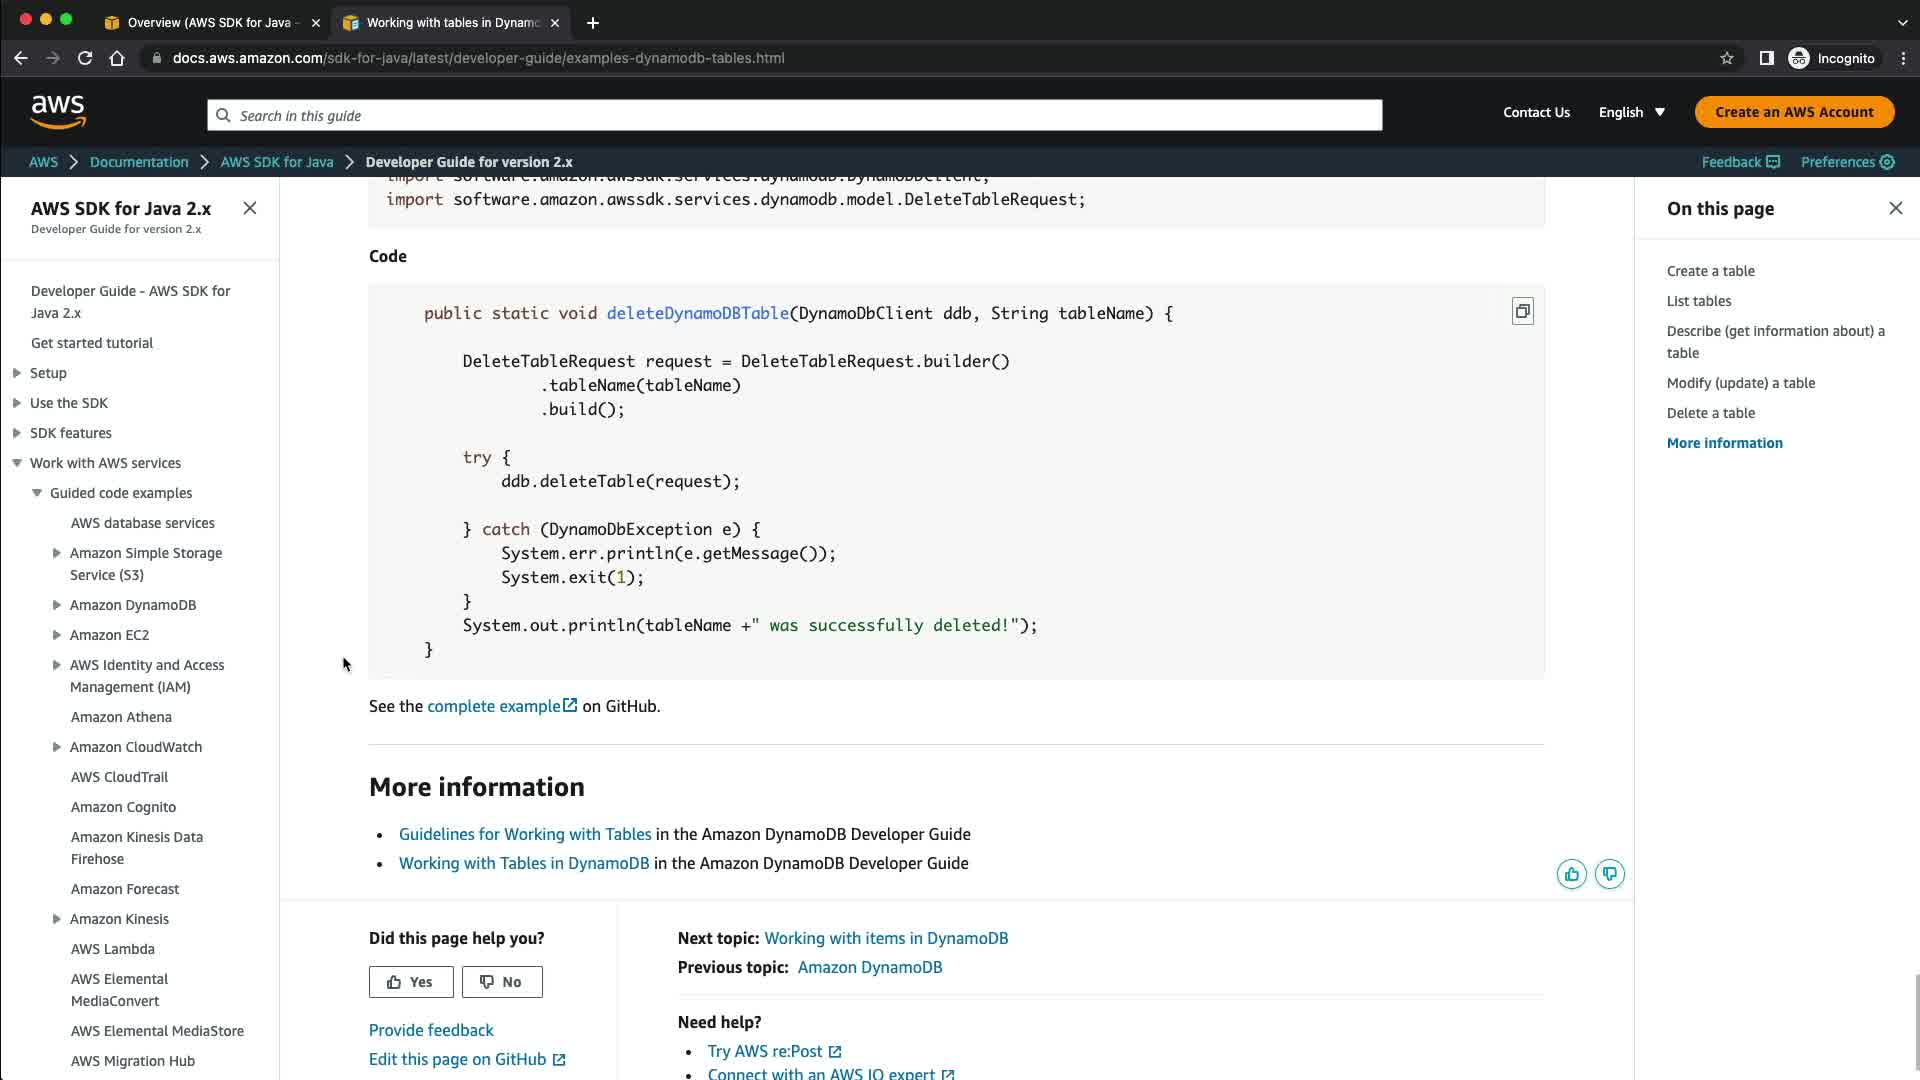 Overview (AWS SDK for Java -
Working with tables in Dynamo
docs.aws.amazon.com/sdk-for-java/latest/developer-guide/examples-dynamodb-tables.html
Incognito
aws
Search in this guide
Contact Us
English
Create an AWS Account
AWS
Documentation
AWS SDK for Java
Developer Guide for version 2.x
Feedback
Preferences
AWS SDK for Java 2.x
Developer Guide for version 2.x
Developer Guide - AWS SDK for
Java 2.x
Get started tutorial
Setup
Use the SDK
SDK features
Work with AWS services
Guided code examples
AWS database services
Amazon Simple Storage
Service (S3)
Amazon DynamoDB
Amazon EC2
AWS Identity and Access
Management (IAM)
Amazon Athena
Amazon CloudWatch
AWS CloudTrail
Amazon Cognito
Amazon Kinesis Data
Firehose
Amazon Forecast
Amazon Kinesis
AWS Lambda
AWS Elemental
MediaConvert
AWS Elemental MediaStore
AWS Migration Hub
import software.amazon.awssdk.services.dynamodb.DynamoDbClient;
import software.amazon.awssdk.services.dynamodb.model.DeleteTableRequest;
Code
public static void deleteDynamoDBTable(DynamoDbClient ddb, String tableName) {
DeleteTableRequest request = DeleteTableRequest.builder()
.tableName(tableName)
.build();
try {
ddb.deleteTable(request);
} catch (DynamoDbException e) {
System.err.println(e.getMessage());
System.exit(1);
}
System.out.println(tableName +" was successfully deleted!");
}
See the complete example on GitHub.
More information
• Guidelines for Working with Tables in the Amazon DynamoDB Developer Guide
• Working with Tables in DynamoDB in the Amazon DynamoDB Developer Guide
Did this page help you?
Yes
No
Provide feedback
Edit this page on GitHub
Next topic: Working with items in DynamoDB
Previous topic: Amazon DynamoDB
Need help?
• Try AWS re:Post
• Connect with an AWS IQ expert
On this page
Create a table
List tables
Describe (get information about) a
table
Modify (update) a table
Delete a table
More information